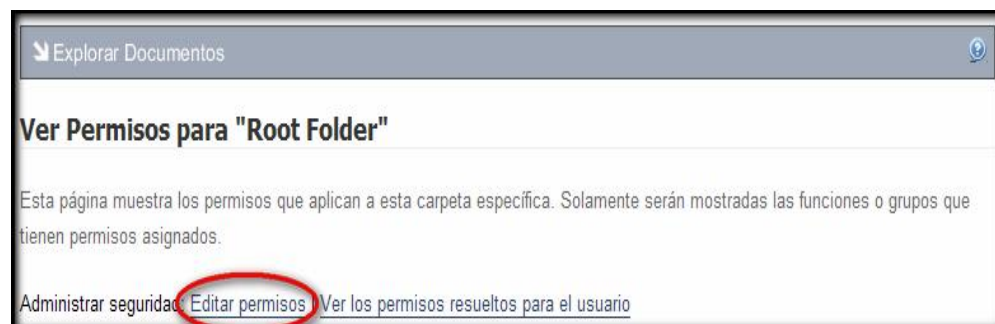 Explorar Documentos
Ver Permisos para "Root Folder"
Esta página muestra los permisos que aplican a esta carpeta específica. Solamente serán mostradas las funciones o grupos que
tienen permisos asignados.
Administrar seguridad: Editar permisos | Ver los permisos resueltos para el usuario